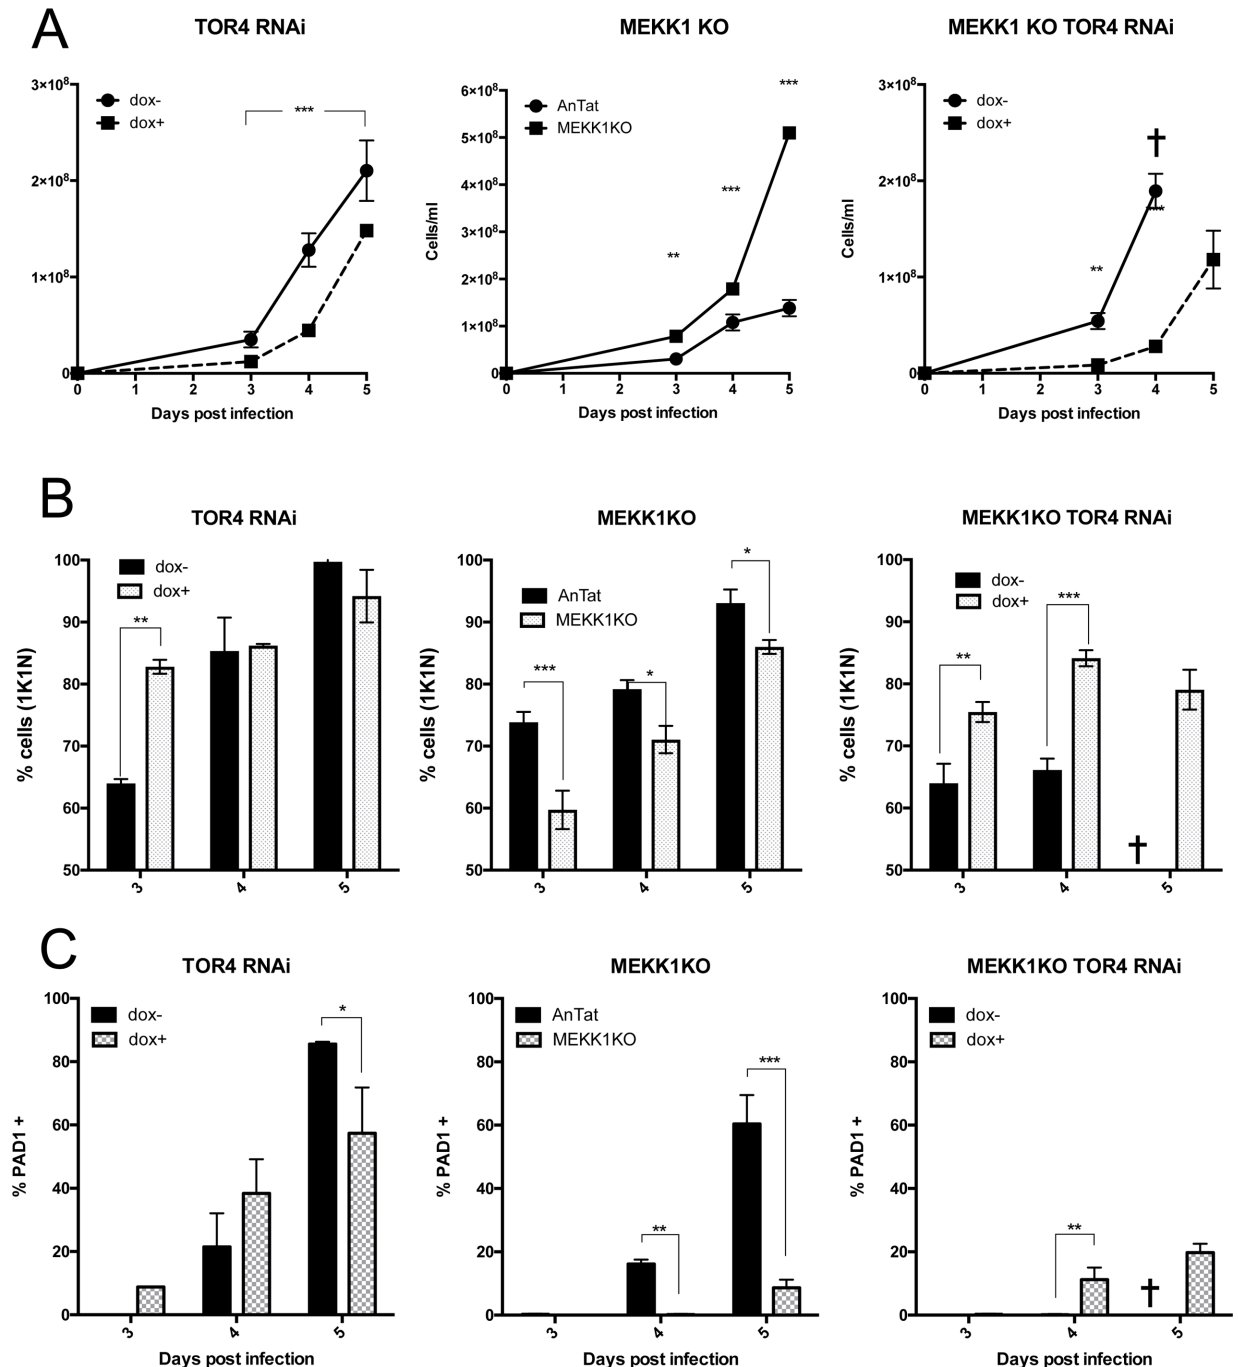 A
TOR4 RNAi
MEKK1 KO
MEKK1 KO TOR4 RNAi
3×10⁸
2×10⁸
1×10⁸
0
dox-
dox+
***
0 1 2 3 4 5
Days post infection
Cells/ml
6×10⁸
5×10⁸
4×10⁸
3×10⁸
2×10⁸
1×10⁸
0
AnTat
MEKK1KO
**
***
***
0 1 2 3 4 5
Days post infection
Cells/ml
3×10⁸
2×10⁸
1×10⁸
0
dox-
dox+
†
**
0 1 2 3 4 5
Days post infection
B
TOR4 RNAi
MEKK1KO
MEKK1KO TOR4 RNAi
% cells (1K1N)
100
90
80
70
60
50
dox-
dox+
**
3 4 5
% cells (1K1N)
100
90
80
70
60
50
AnTat
MEKK1KO
***
*
*
3 4 5
% cells (1K1N)
100
90
80
70
60
50
dox-
dox+
**
***
†
3 4 5
C
TOR4 RNAi
MEKK1KO
MEKK1KO TOR4 RNAi
% PAD1 +
100
80
60
40
20
0
dox-
dox+
*
3 4 5
Days post infection
% PAD1 +
100
80
60
40
20
0
AnTat
MEKK1KO
**
***
3 4 5
Days post infection
% PAD1 +
100
80
60
40
20
0
dox-
dox+
**
†
3 4 5
Days post infection